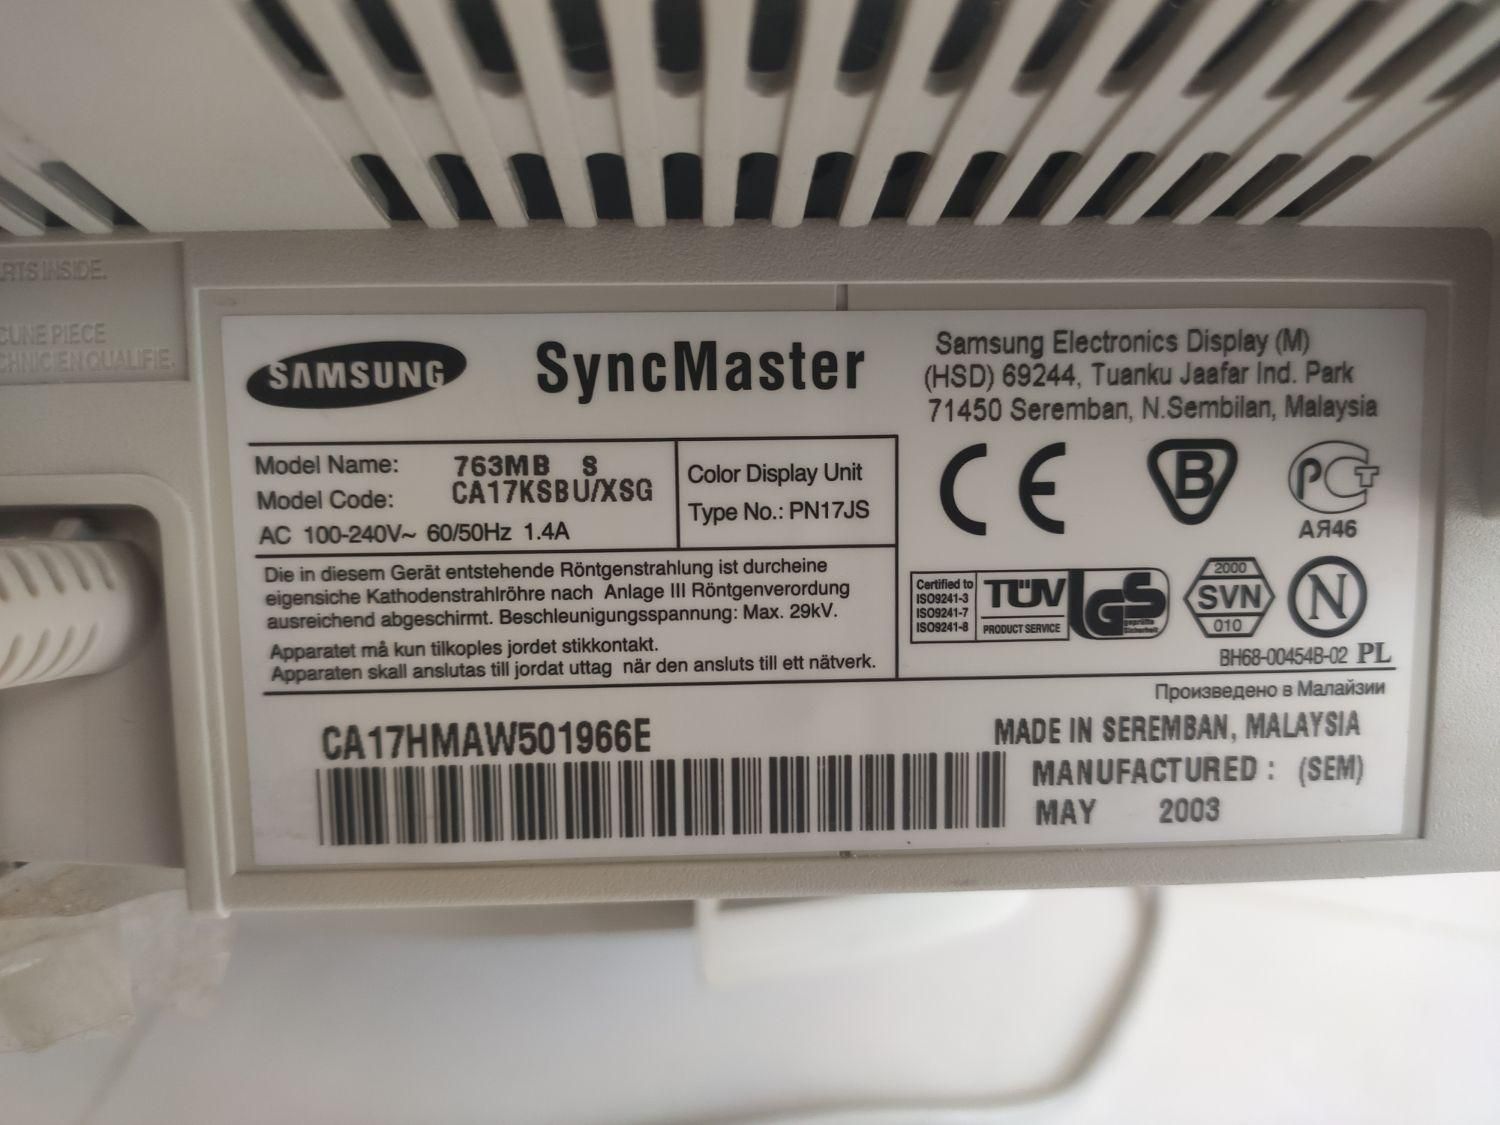 RTS INSIDE.
CUNE PIECE
CHNICIEN QUALIFIE.
SAMSUNG
SyncMaster
Samsung Electronics Display (M)
(HSD) 69244, Tuanku Jaafar Ind. Park
71450 Seremban, N.Sembilan, Malaysia
Model Name: 763MB S
Model Code: CA17KSBU/XSG
AC 100-240V~ 60/50Hz 1.4A
Color Display Unit
Type No.: PN17JS
CE
B
РСТ
АЯ46
Die in diesem Gerät entstehende Röntgenstrahlung ist durcheine
eigensiche Kathodenstrahlröhre nach Anlage III Röntgenverordung
ausreichend abgeschirmt. Beschleunigungsspannung: Max. 29kV.
Apparatet må kun tilkoples jordet stikkontakt.
Apparaten skall anslutas till jordat uttag när den ansluts till ett nätverk.
Certified to
ISO9241-3
ISO9241-7
ISO9241-8
TÜV
PRODUCT SERVICE
GS
geprüfte
Sicherheit
2000
SVN
010
N
BH68-00454B-02 PL
Произведено в Малайзии
CA17HMAW501966E
MADE IN SEREMBAN, MALAYSIA
MANUFACTURED : (SEM)
MAY 2003